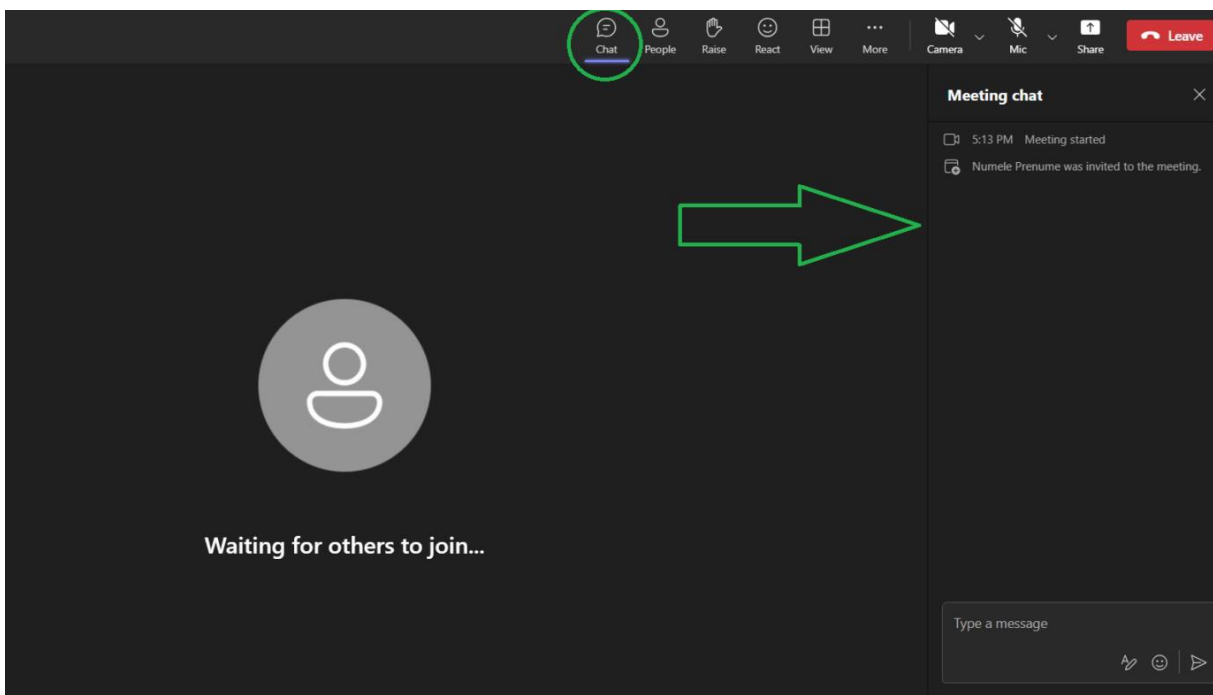 Chat People Raise React View More Camera Mic Share Leave
Meeting chat
5:13 PM Meeting started
Numele Prenume was invited to the meeting.
Waiting for others to join...
Type a message